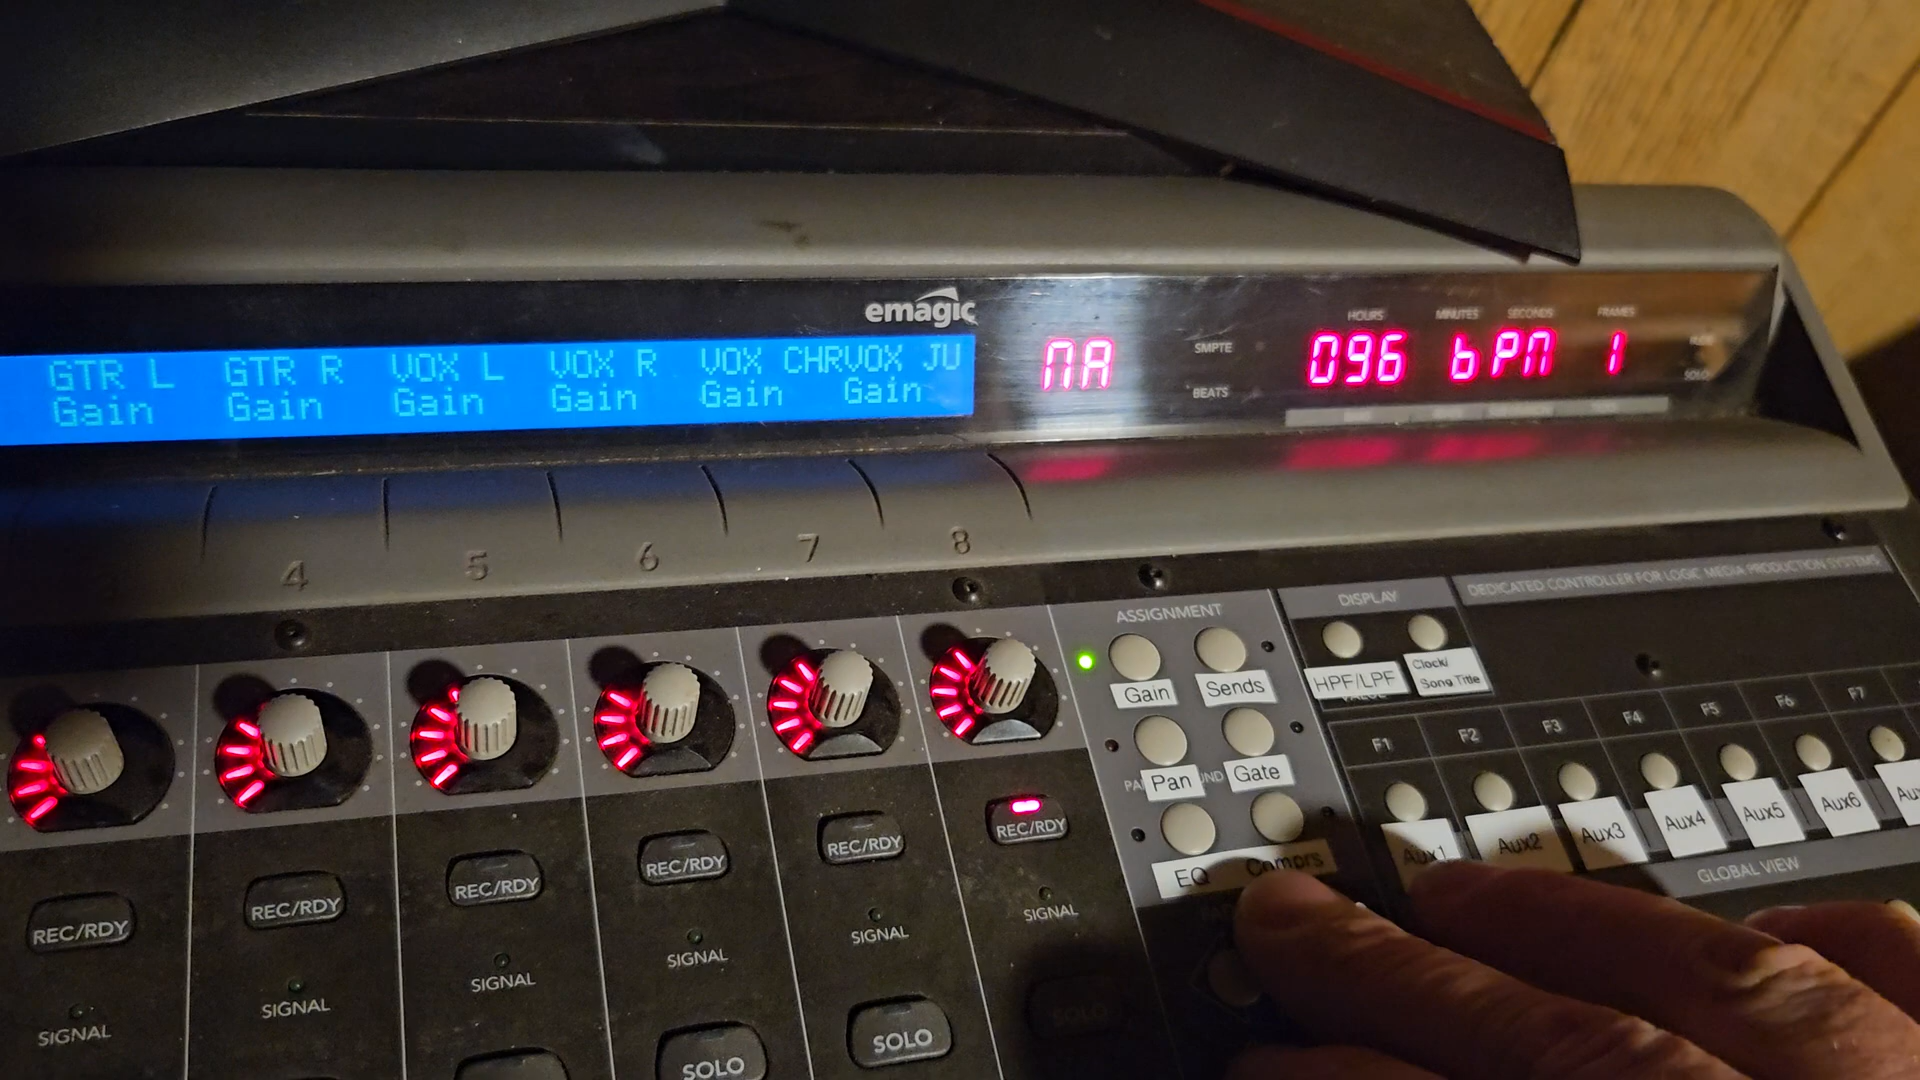 emagic
GTR L GTR R VOX L VOX R VOX CHRVOX JU
Gain Gain Gain Gain Gain Gain
MA
SMPTE
BEATS
HOURS MINUTES SECONDS FRAMES
096 bPM 1
SOLO
4 5 6 7 8
ASSIGNMENT
Gain Sends
Pan Gate
EQ Comprs
DISPLAY
HPF/LPF
Clock/
Song Title
DEDICATED CONTROLLER FOR LOGIC MEDIA PRODUCTION SYSTEMS
F1 F2 F3 F4 F5 F6 F7
Aux1 Aux2 Aux3 Aux4 Aux5 Aux6
GLOBAL VIEW
REC/RDY REC/RDY REC/RDY REC/RDY REC/RDY REC/RDY
SIGNAL SIGNAL SIGNAL SIGNAL SIGNAL SIGNAL
SOLO SOLO SOLO